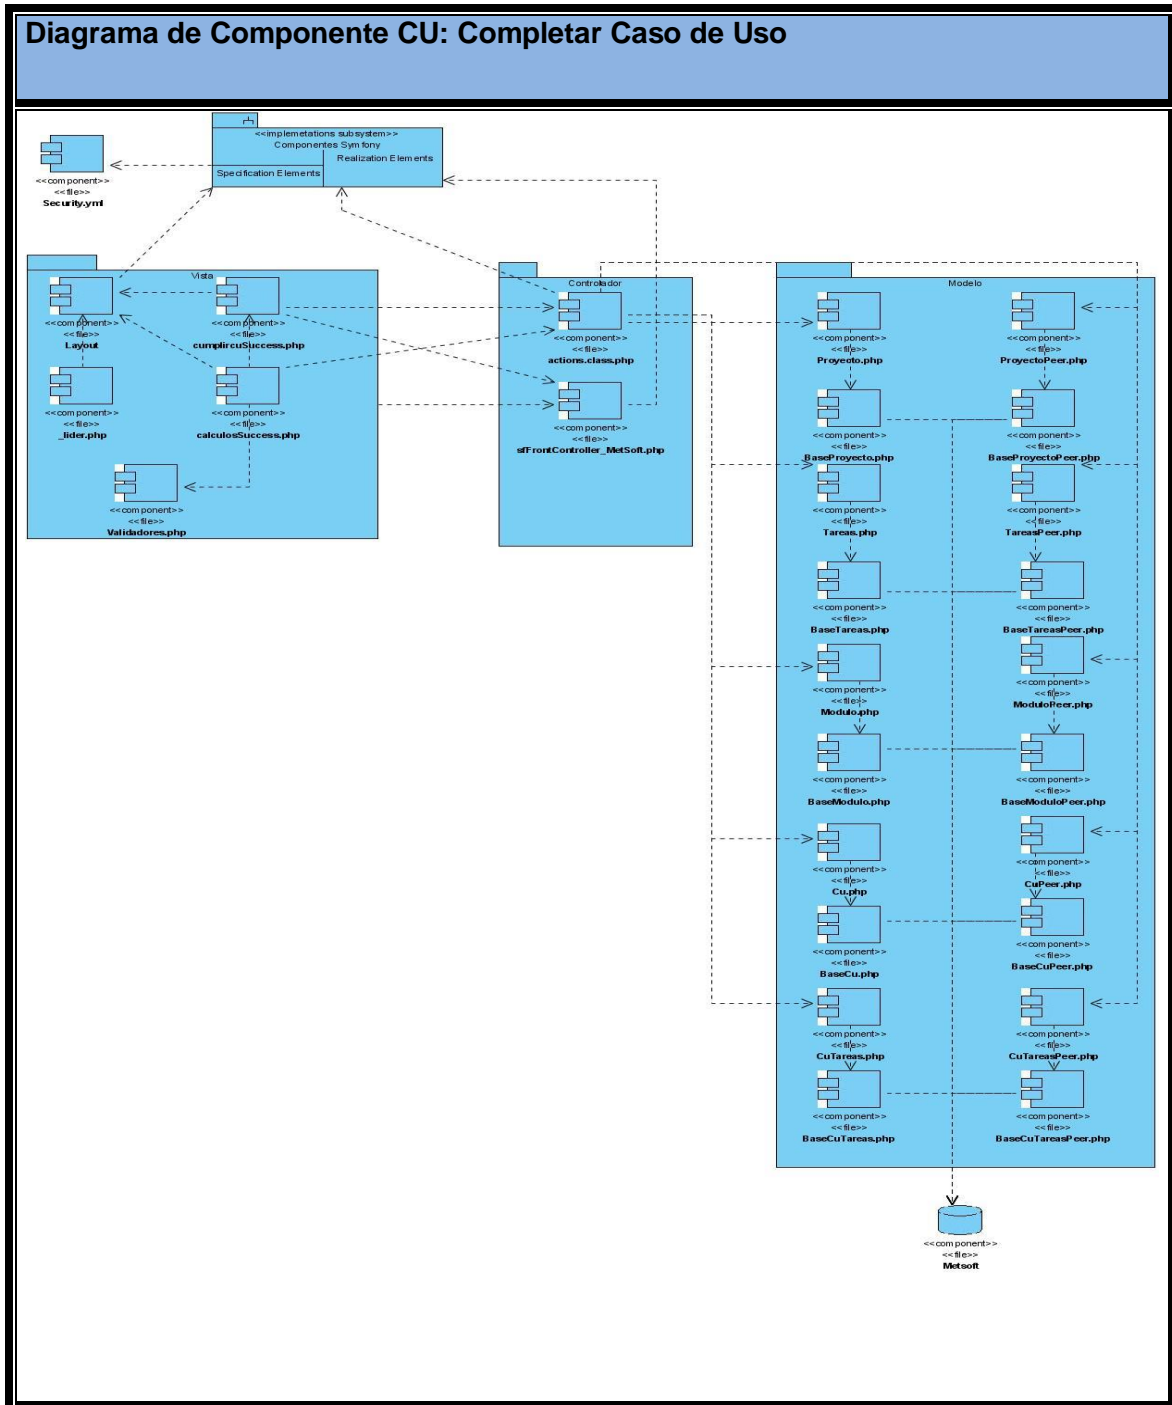 Diagrama de Componente CU: Completar Caso de Uso
<<implemetations subsystem>>
Componentes Symfony
Realization Elements
Specification Elements
<<component>>
<<file>>
Security.yml
Vista
<<component>>
<<file>>
Layout
<<component>>
<<file>>
cumplircuSuccess.php
<<component>>
<<file>>
_lider.php
<<component>>
<<file>>
calculosSuccess.php
<<component>>
<<file>>
Validadores.php
Controlador
<<component>>
<<file>>
actions.class.php
<<component>>
<<file>>
sfFrontController_MetSoft.php
Modelo
<<component>>
<<file>>
Proyecto.php
<<component>>
<<file>>
ProyectoPeer.php
<<component>>
<<file>>
BaseProyecto.php
<<component>>
<<file>>
BaseProyectoPeer.php
<<component>>
<<file>>
Tareas.php
<<component>>
<<file>>
TareasPeer.php
<<component>>
<<file>>
BaseTareas.php
<<component>>
<<file>>
BaseTareasPeer.php
<<component>>
<<file>>
Modulo.php
<<component>>
<<file>>
ModuloPeer.php
<<component>>
<<file>>
BaseModulo.php
<<component>>
<<file>>
BaseModuloPeer.php
<<component>>
<<file>>
Cu.php
<<component>>
<<file>>
CuPeer.php
<<component>>
<<file>>
BaseCu.php
<<component>>
<<file>>
BaseCuPeer.php
<<component>>
<<file>>
CuTareas.php
<<component>>
<<file>>
CuTareasPeer.php
<<component>>
<<file>>
BaseCuTareas.php
<<component>>
<<file>>
BaseCuTareasPeer.php
<<component>>
<<file>>
Metsoft